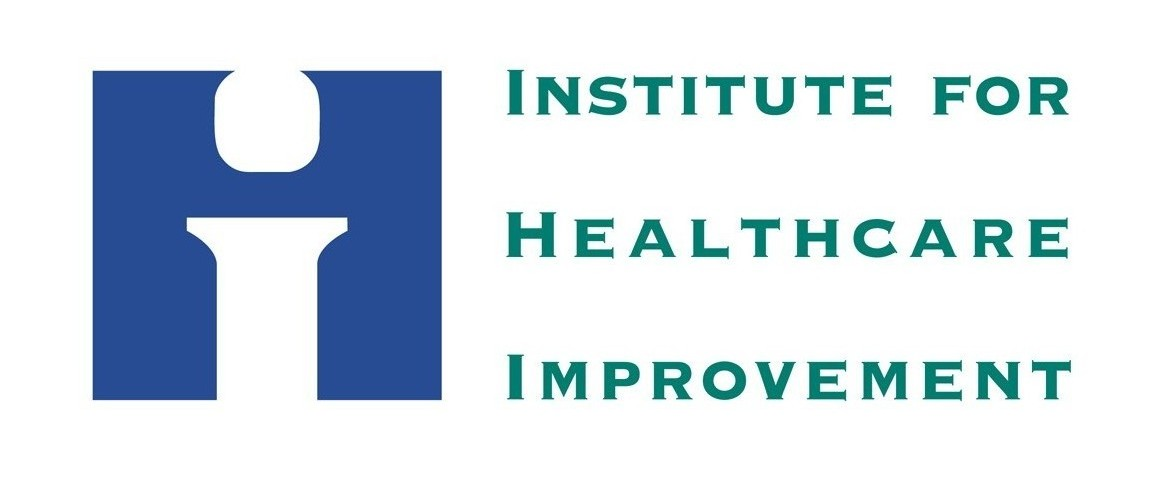 INSTITUTE FOR
HEALTHCARE
IMPROVEMENT